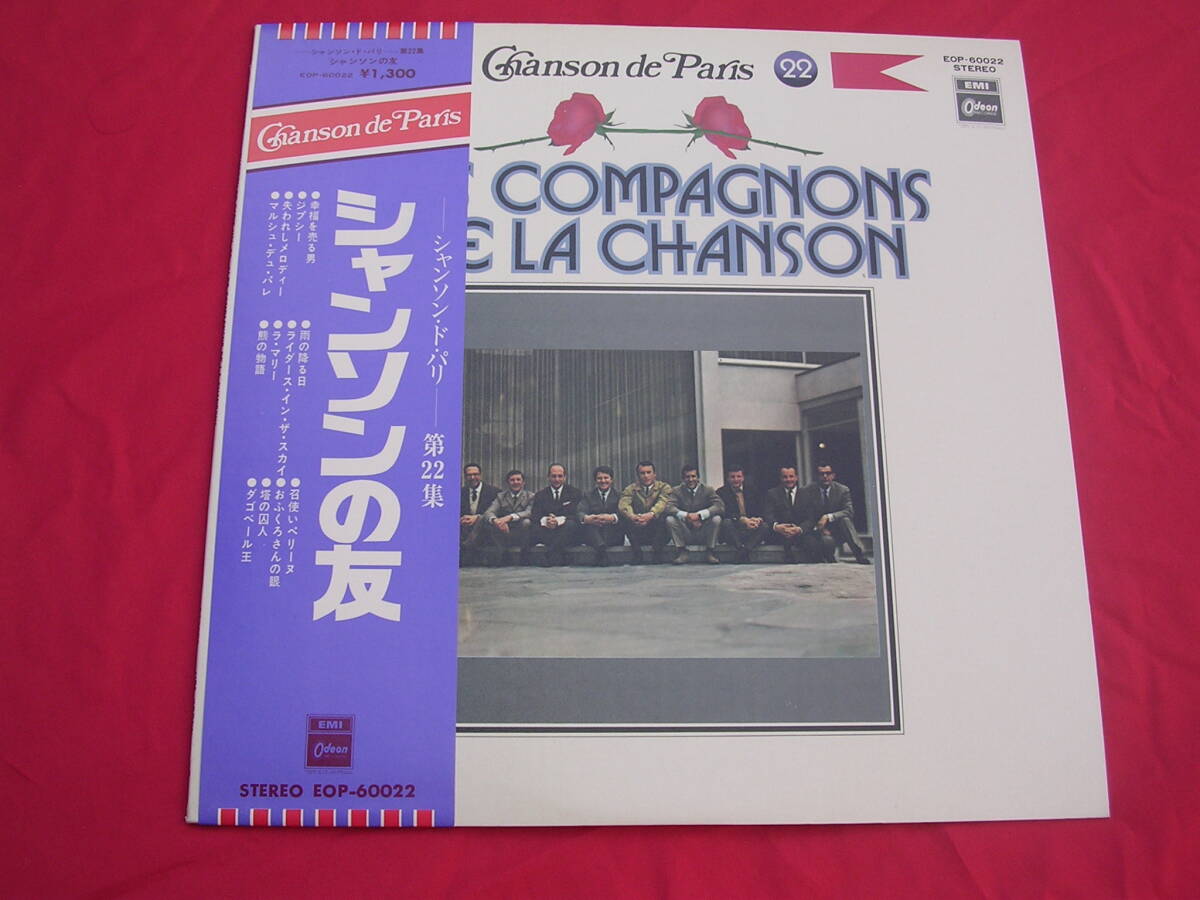 シャンソン・ド・パリ 第22集
シャンソンの友
EOP-60022 ¥1,300
Chanson de Paris
シャンソン・ド・パリ 第22集
シャンソンの友
●幸福を売る男
●ジプシー
●失われしメロディー
●マルシュ・デュ・バレ
●雨の降る日
●ライダース・イン・ザ・スカイ
●ラ・マリー
●熊の物語
●召使いペリーヌ
●おふくろさんの眼
●塔の囚人
●ダゴベール王
EMI
Odeon
STEREO EOP-60022
Chanson de Paris 22
EOP-60022
STEREO
EMI
Odeon
COMPAGNONS
E LA CHANSON